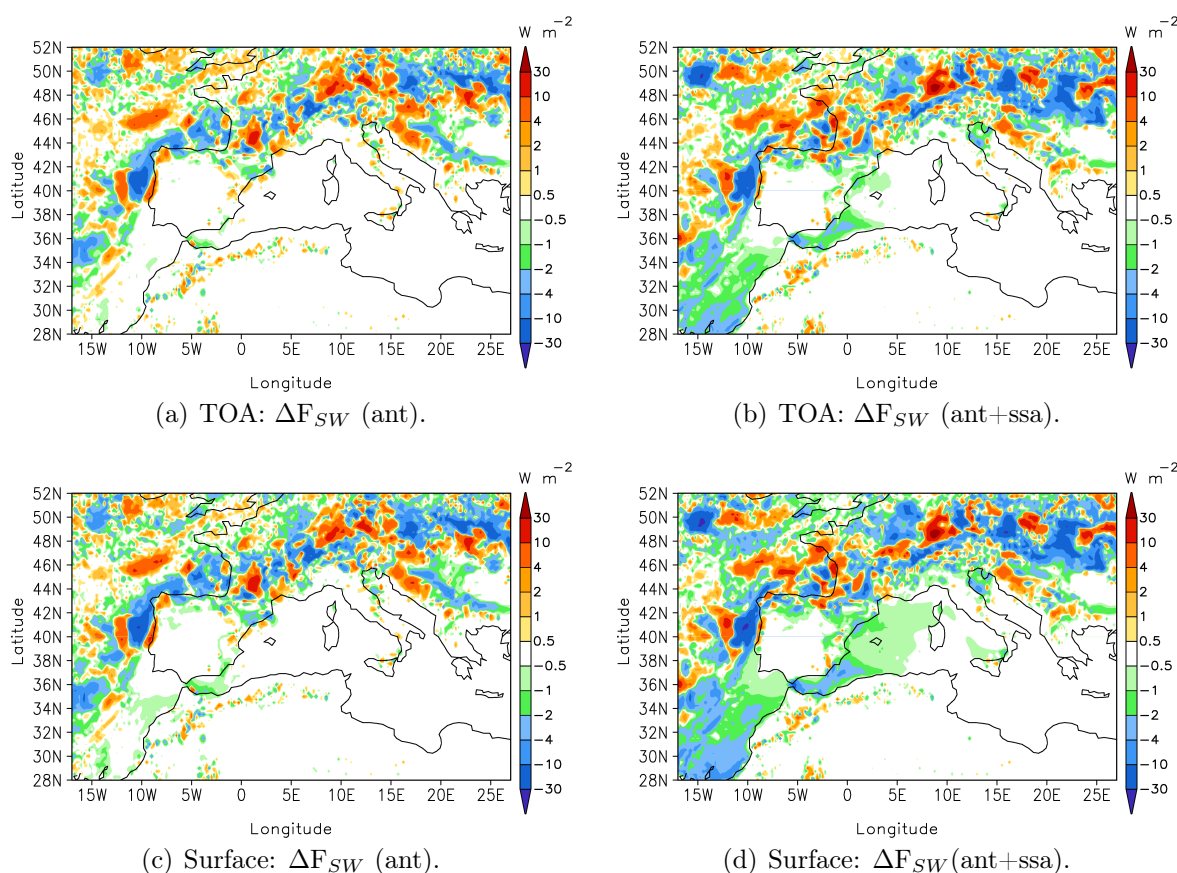 W m⁻²
52N
50N
48N
46N
44N
42N
40N
38N
36N
34N
32N
30N
28N
Latitude
15W 10W 5W 0 5E 10E 15E 20E 25E
Longitude
30
10
4
2
1
0.5
−0.5
−1
−2
−4
−10
−30
(a) TOA: ΔF_SW (ant).
W m⁻²
52N
50N
48N
46N
44N
42N
40N
38N
36N
34N
32N
30N
28N
Latitude
15W 10W 5W 0 5E 10E 15E 20E 25E
Longitude
30
10
4
2
1
0.5
−0.5
−1
−2
−4
−10
−30
(b) TOA: ΔF_SW (ant+ssa).
W m⁻²
52N
50N
48N
46N
44N
42N
40N
38N
36N
34N
32N
30N
28N
Latitude
15W 10W 5W 0 5E 10E 15E 20E 25E
Longitude
30
10
4
2
1
0.5
−0.5
−1
−2
−4
−10
−30
(c) Surface: ΔF_SW (ant).
W m⁻²
52N
50N
48N
46N
44N
42N
40N
38N
36N
34N
32N
30N
28N
Latitude
15W 10W 5W 0 5E 10E 15E 20E 25E
Longitude
30
10
4
2
1
0.5
−0.5
−1
−2
−4
−10
−30
(d) Surface: ΔF_SW(ant+ssa).